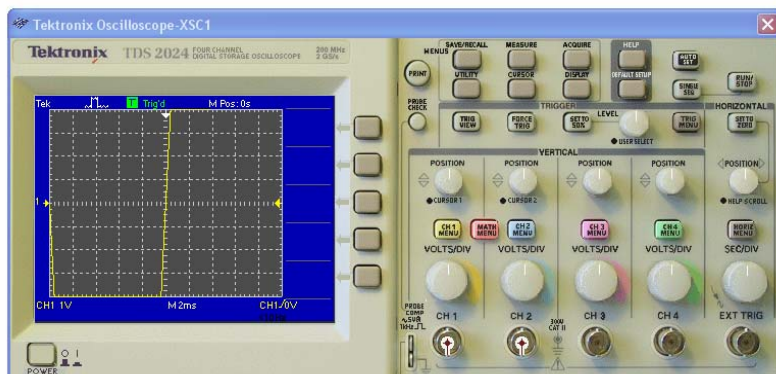 Tektronix Oscilloscope-XSC1
Tektronix TDS 2024 FOUR CHANNEL DIGITAL STORAGE OSCILLOSCOPE 200 MHz 2 GS/s
Tek T Trig'd M Pos: 0s
1
CH1 1V M 2ms CH1/0V
POWER
MENUS
SAVE/RECALL MEASURE ACQUIRE HELP AUTO SET
PRINT
UTILITY CURSOR DISPLAY DEFAULT SETUP SINGLE SEQ RUN/STOP
PROBE CHECK
TRIGGER HORIZONTAL
TRIG VIEW FORCE TRIG SET TO 50% LEVEL TRIG MENU SET TO ZERO
USER SELECT
VERTICAL
POSITION POSITION POSITION POSITION POSITION
CURSOR 1 CURSOR 2 HELP SCROLL
CH 1 MENU MATH MENU CH 2 MENU CH 3 MENU CH 4 MENU HORIZ MENU
VOLTS/DIV VOLTS/DIV VOLTS/DIV VOLTS/DIV SEC/DIV
PROBE COMP
~5V@
1kHz
CH 1 CH 2 300V CAT II CH 3 CH 4 EXT TRIG